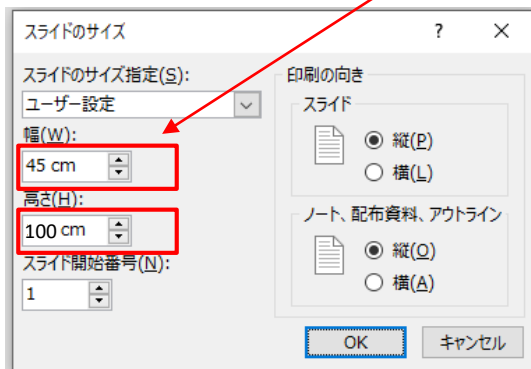 スライドのサイズ
? ×
スライドのサイズ指定(S):
ユーザー設定
幅(W):
45 cm
高さ(H):
100 cm
スライド開始番号(N):
1
印刷の向き
スライド
縦(P)
横(L)
ノート、配布資料、アウトライン
縦(O)
横(A)
OK
キャンセル